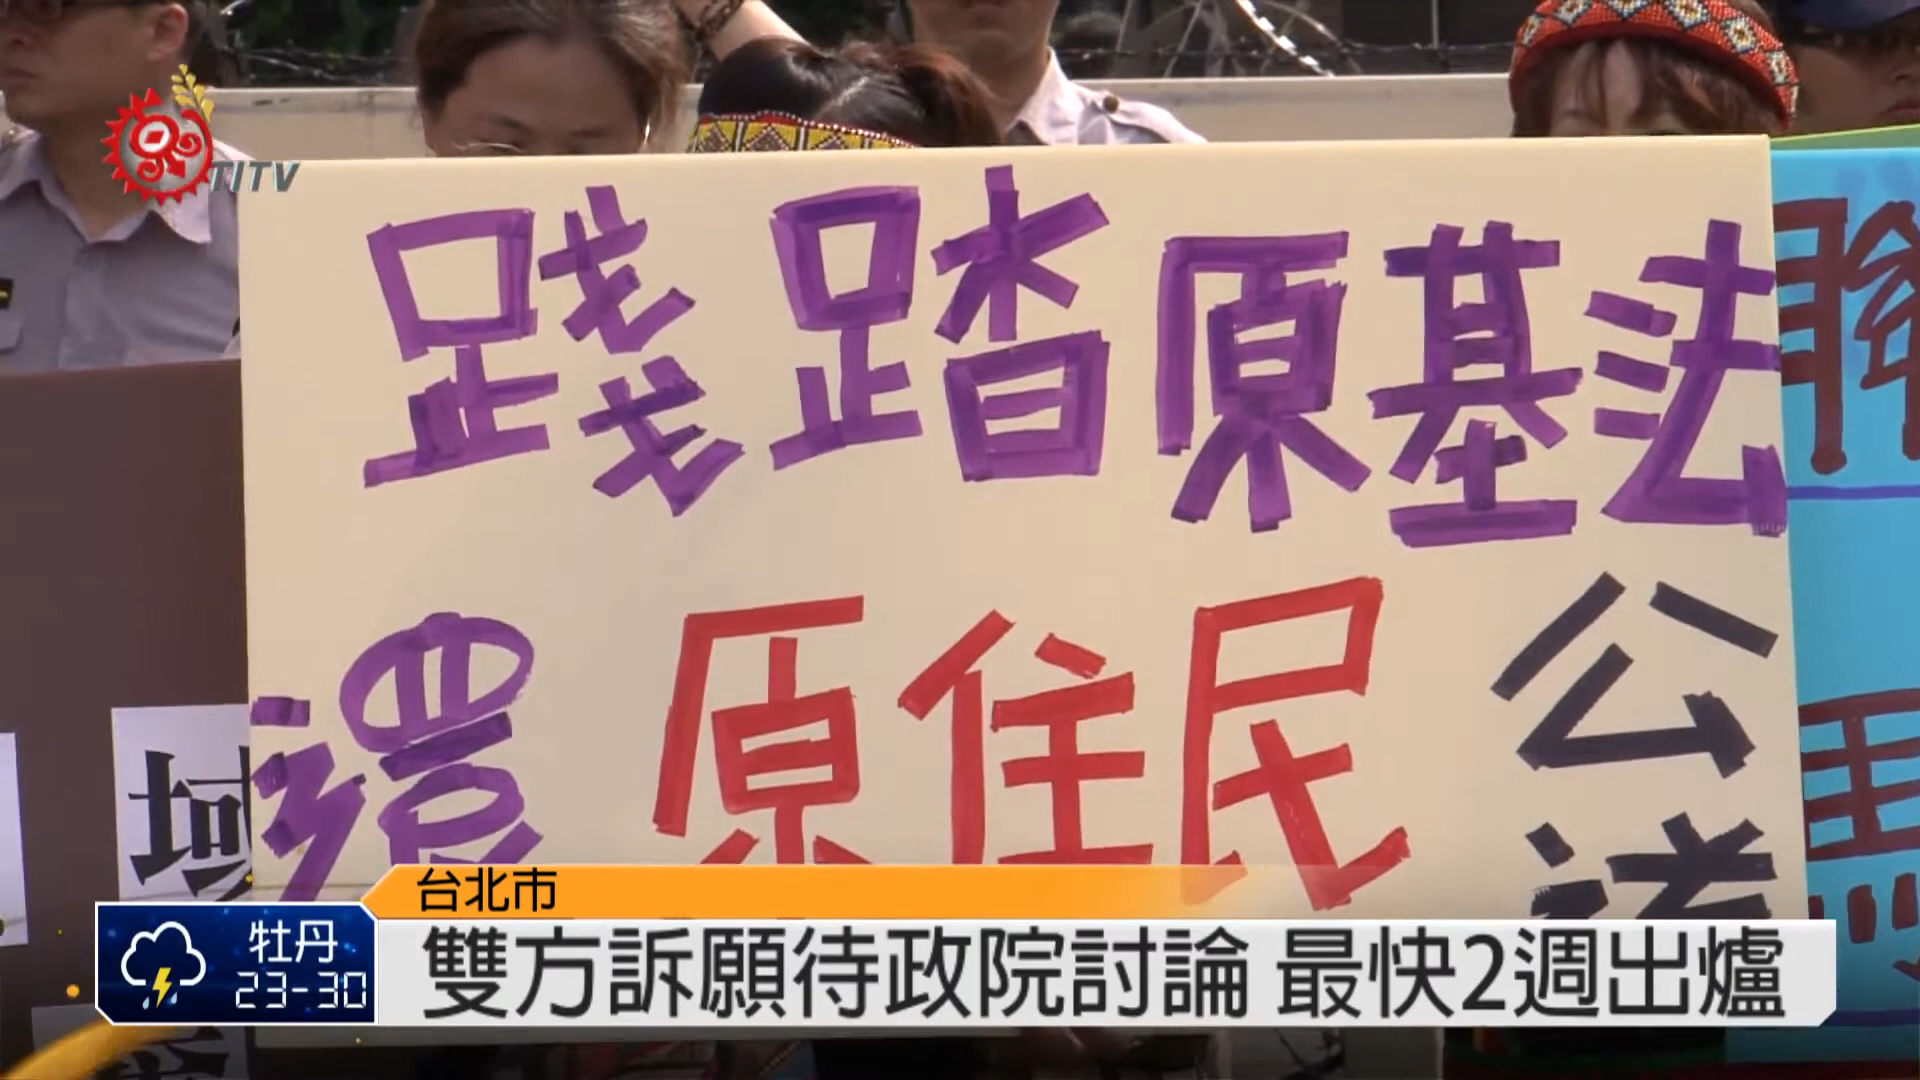 TITV
踐踏原基法
還原住民
公
域
台北市
牡丹
23-30
雙方訴願待政院討論 最快2週出爐